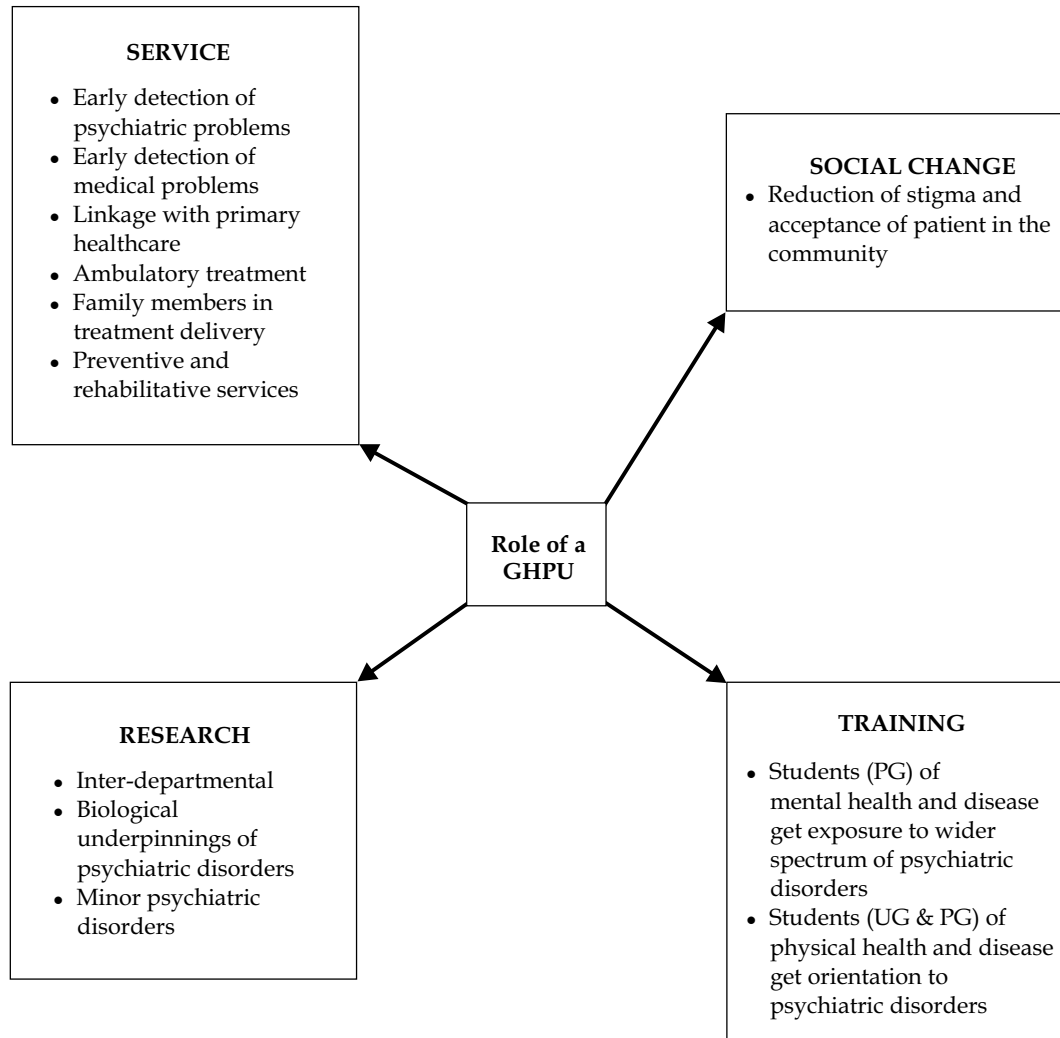 SERVICE
• Early detection of
psychiatric problems
• Early detection of
medical problems
• Linkage with primary
healthcare
• Ambulatory treatment
• Family members in
treatment delivery
• Preventive and
rehabilitative services
SOCIAL CHANGE
• Reduction of stigma and
acceptance of patient in the
community
Role of a
GHPU
RESEARCH
• Inter-departmental
• Biological
underpinnings of
psychiatric disorders
• Minor psychiatric
disorders
TRAINING
• Students (PG) of
mental health and disease
get exposure to wider
spectrum of psychiatric
disorders
• Students (UG & PG) of
physical health and disease
get orientation to
psychiatric disorders